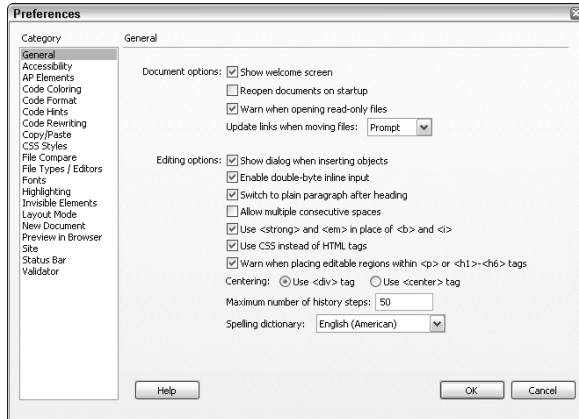 Preferences
Category
General
General
Accessibility
AP Elements
Code Coloring
Code Format
Code Hints
Code Rewriting
Copy/Paste
CSS Styles
File Compare
File Types / Editors
Fonts
Highlighting
Invisible Elements
Layout Mode
New Document
Preview in Browser
Site
Status Bar
Validator
Document options: Show welcome screen
Reopen documents on startup
Warn when opening read-only files
Update links when moving files: Prompt
Editing options: Show dialog when inserting objects
Enable double-byte inline input
Switch to plain paragraph after heading
Allow multiple consecutive spaces
Use <strong> and <em> in place of <b> and <i>
Use CSS instead of HTML tags
Warn when placing editable regions within <p> or <h1>-<h6> tags
Centering: Use <div> tag Use <center> tag
Maximum number of history steps: 50
Spelling dictionary: English (American)
Help OK Cancel